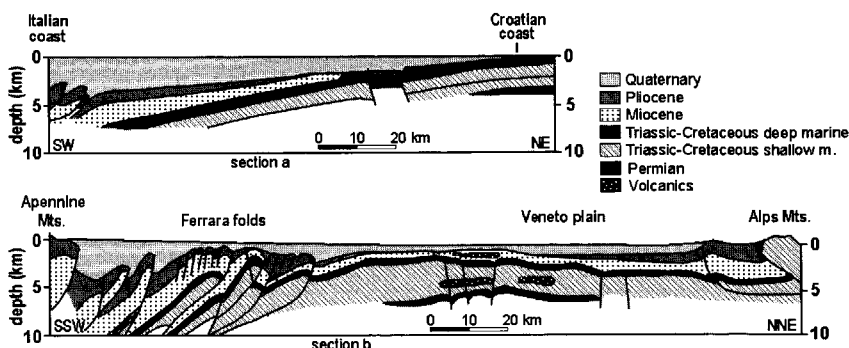 Italian
coast
Croatian
coast
0
5
10
depth (km)
0
5
10
SW
0 10 20 km
NE
section a
Quaternary
Pliocene
Miocene
Triassic-Cretaceous deep marine
Triassic-Cretaceous shallow m.
Permian
Volcanics
Apennine
Mts.
Ferrara folds
Veneto plain
Alps Mts.
0
5
10
depth (km)
0
5
10
SSW
0 10 20 km
NNE
section b